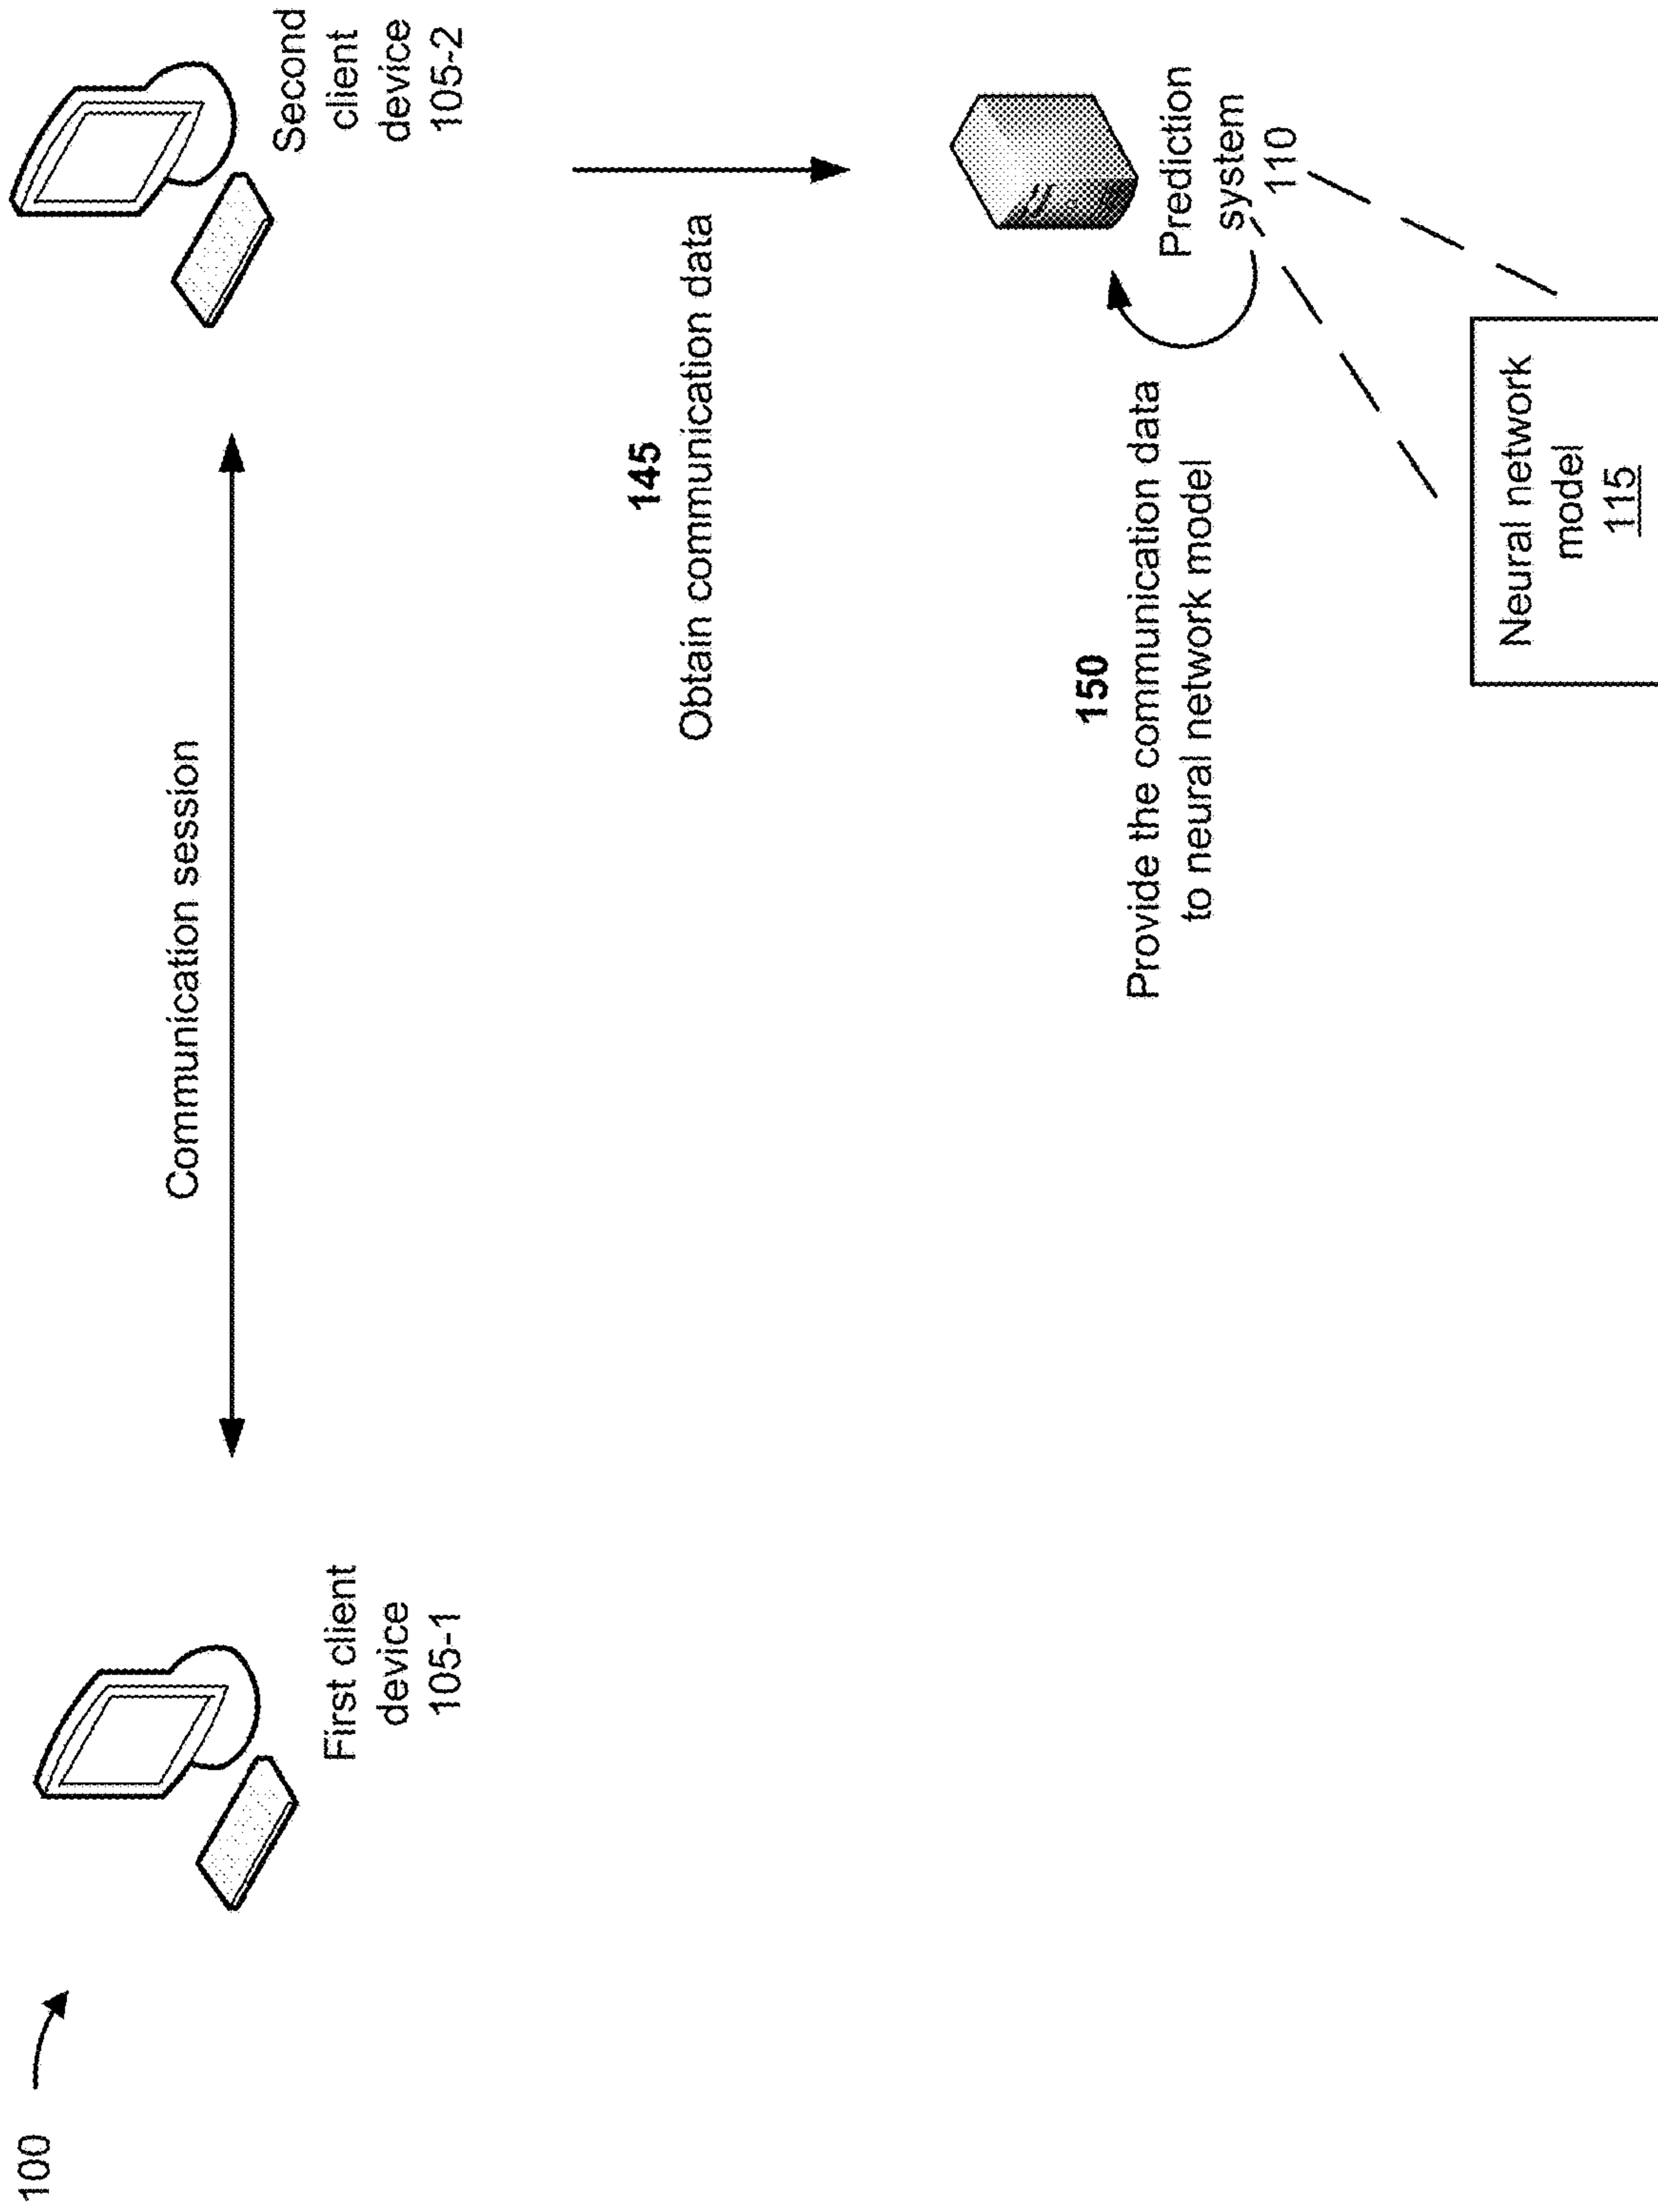 100
First client
device
105-1
Communication session
Second
client
device
105-2
145
Obtain communication data
150
Provide the communication data
to neural network model
Prediction
system
110
Neural network
model
115